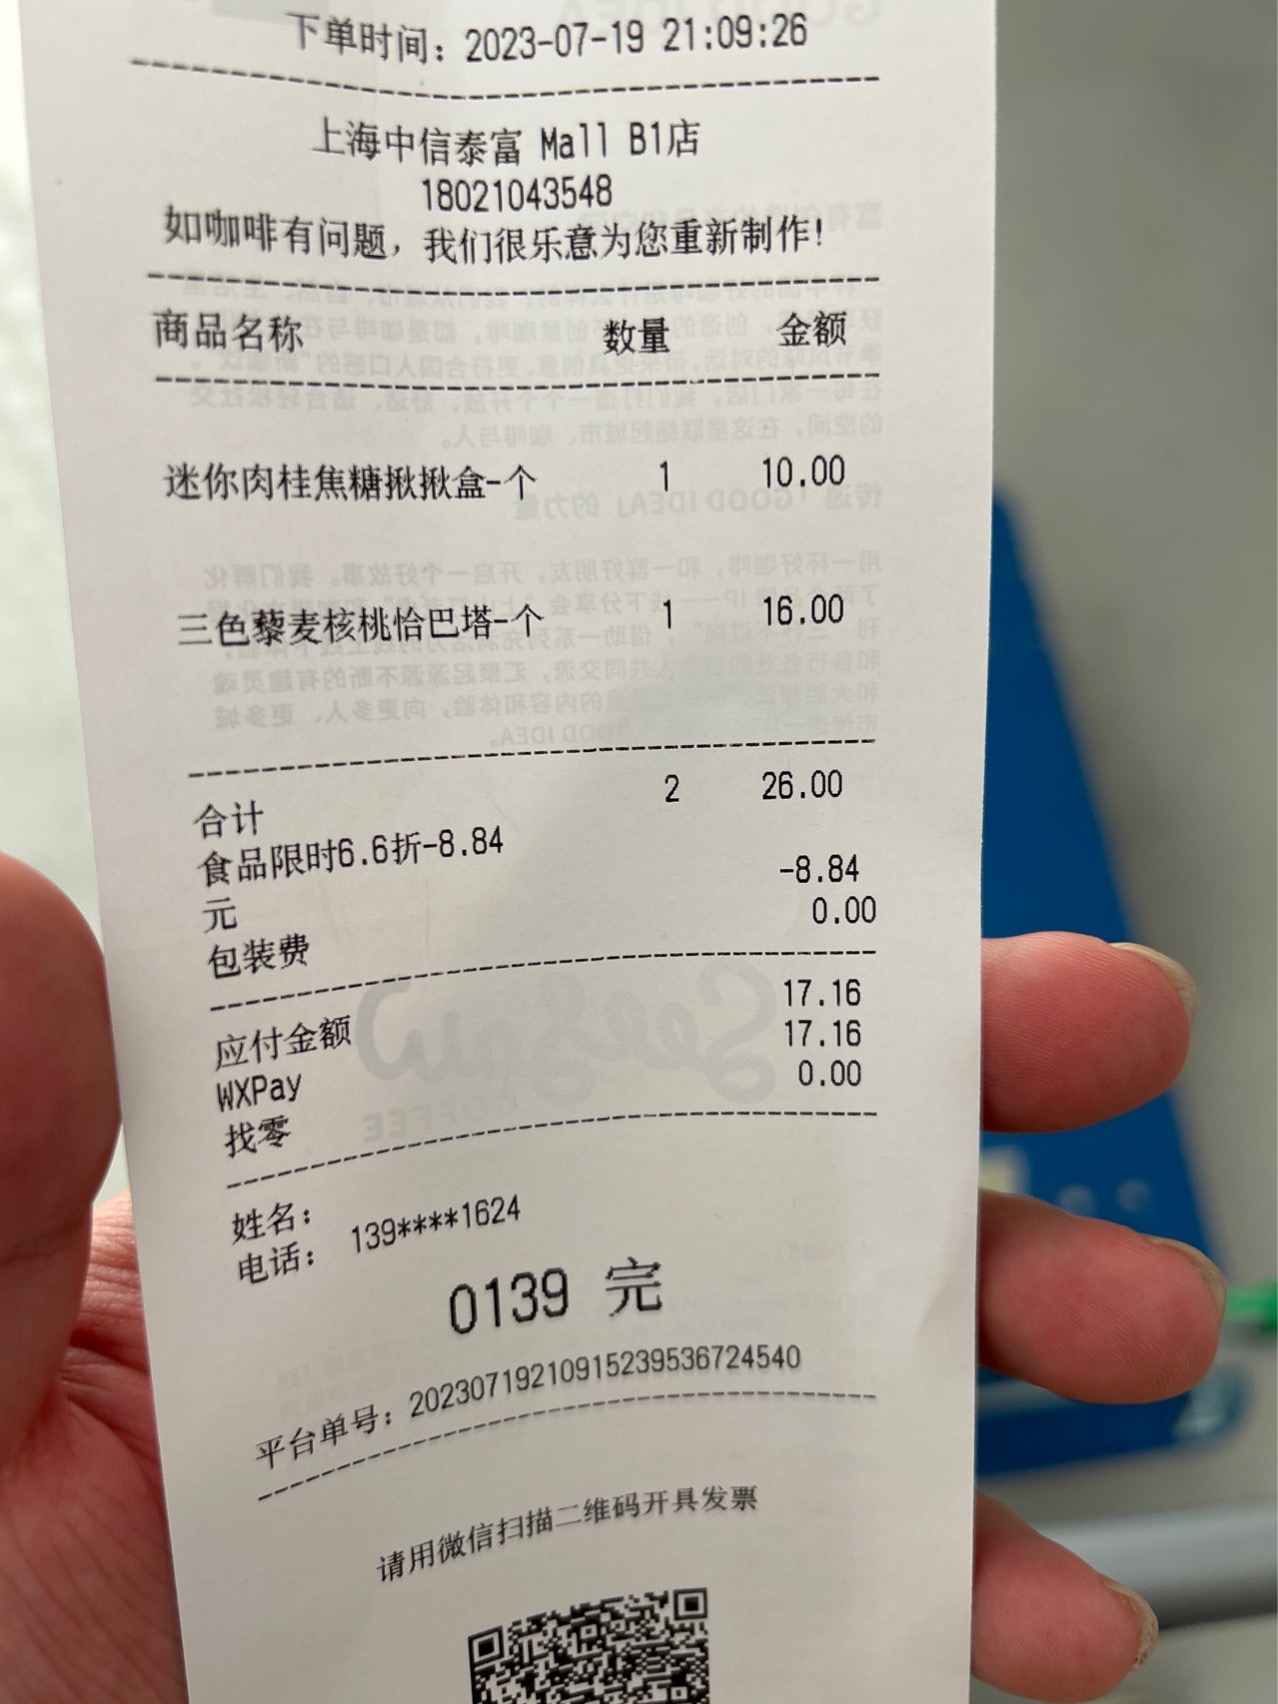 下单时间：2023-07-19 21:09:26
上海中信泰富 Mall B1店
18021043548
如咖啡有问题，我们很乐意为您重新制作！
商品名称 数量 金额
迷你肉桂焦糖揪揪盒-个 1 10.00
三色藜麦核桃恰巴塔-个 1 16.00
合计 2 26.00
食品限时6.6折-8.84
元 -8.84
包装费 0.00
应付金额 17.16
WXPay 17.16
找零 0.00
姓名：
电话： 139****1624
0139 完
平台单号：20230719210915239536724540
请用微信扫描二维码开具发票